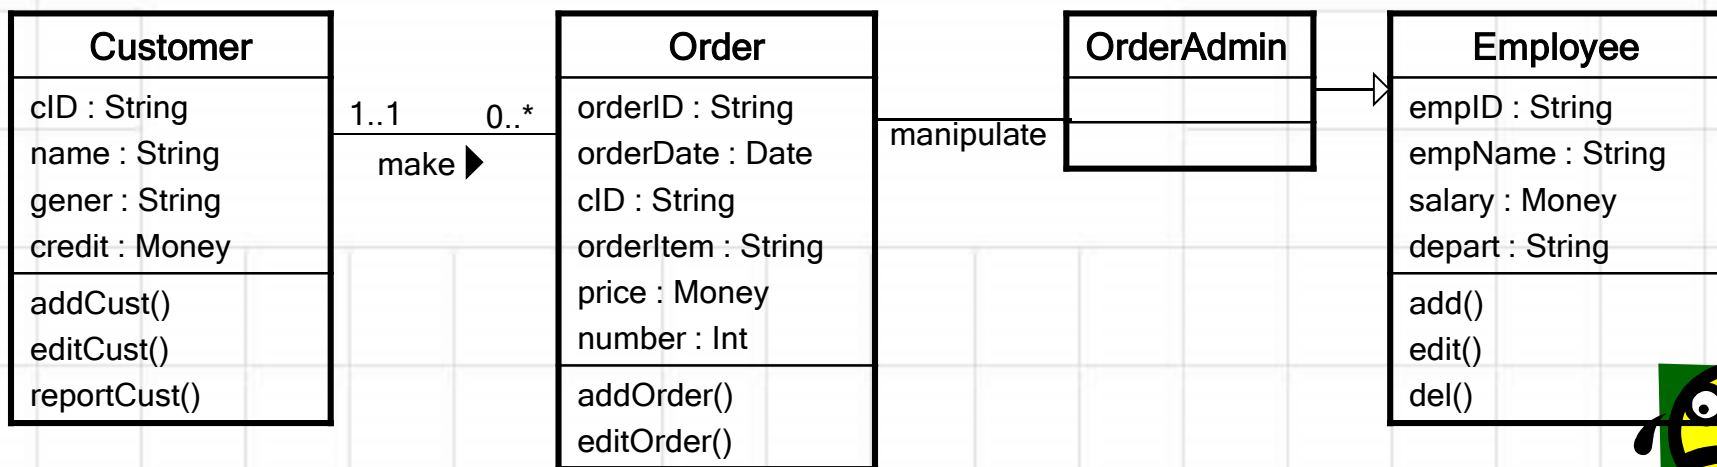 Customer
cID : String
name : String
gener : String
credit : Money
addCust()
editCust()
reportCust()
1..1
0..*
make
Order
orderID : String
orderDate : Date
cID : String
orderItem : String
price : Money
number : Int
addOrder()
editOrder()
manipulate
OrderAdmin
Employee
empID : String
empName : String
salary : Money
depart : String
add()
edit()
del()